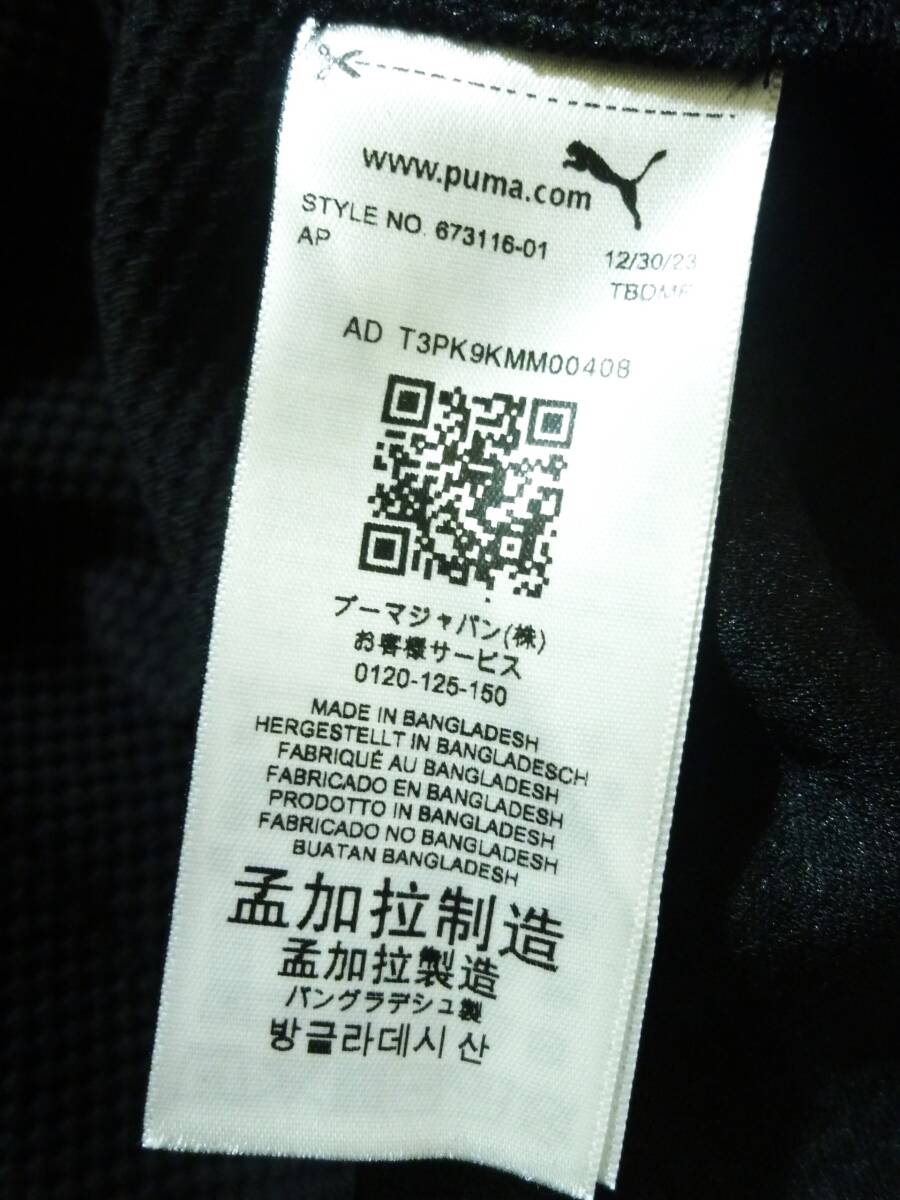 www.puma.com
STYLE NO. 673116-01
AP
12/30/23
AD T3PK9KMM00408
プーマジャパン(株)
お客様サービス
0120-125-150
MADE IN BANGLADESH
HERGESTELLT IN BANGLADESCH
FABRIQUÉ AU BANGLADESH
FABRICADO EN BANGLADESH
PRODOTTO IN BANGLADESH
FABRICADO NO BANGLADESH
BUATAN BANGLADESH
孟加拉制造
孟加拉製造
バングラデシュ製
방글라데시 산